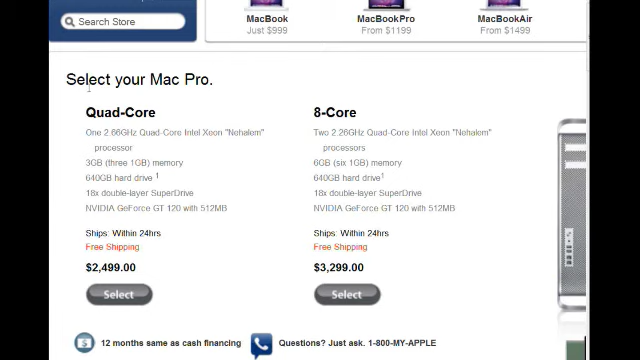 MacBook
Just $999
MacBookPro
From $1199
MacBookAir
From $1499
Search Store
Select your Mac Pro.
Quad-Core
One 2.66GHz Quad-Core Intel Xeon "Nehalem"
processor
3GB (three 1GB) memory
640GB hard drive 1
18x double-layer SuperDrive
NVIDIA GeForce GT 120 with 512MB
Ships: Within 24hrs
Free Shipping
$2,499.00
Select
8-Core
Two 2.26GHz Quad-Core Intel Xeon "Nehalem"
processors
6GB (six 1GB) memory
640GB hard drive1
18x double-layer SuperDrive
NVIDIA GeForce GT 120 with 512MB
Ships: Within 24hrs
Free Shipping
$3,299.00
Select
12 months same as cash financing
Questions? Just ask. 1-800-MY-APPLE